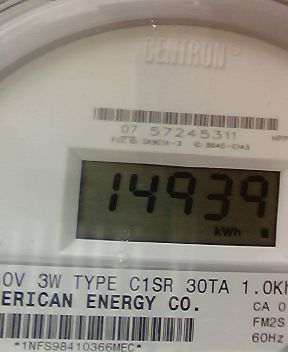 CENTRON®
07 57245311
14939
kWh
0V 3W TYPE C1SR 30TA 1.0Kh
ERICAN ENERGY CO.
CA 0
FM2S
60Hz
*1NFS98410366MEC*